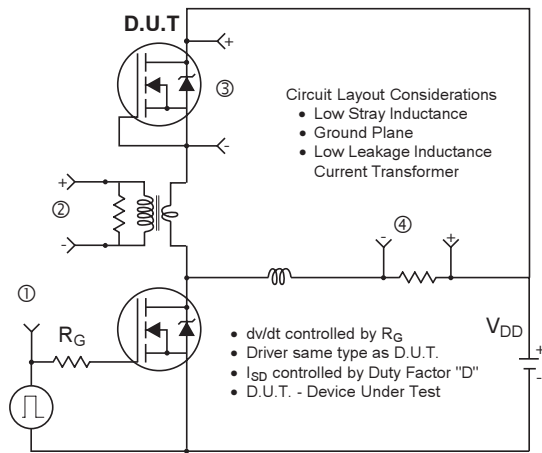 D.U.T
+
③
-
Circuit Layout Considerations
• Low Stray Inductance
• Ground Plane
• Low Leakage Inductance
Current Transformer
+
②
-
④
- +
①
RG
• dv/dt controlled by RG
• Driver same type as D.U.T.
• ISD controlled by Duty Factor "D"
• D.U.T. - Device Under Test
VDD
+
-